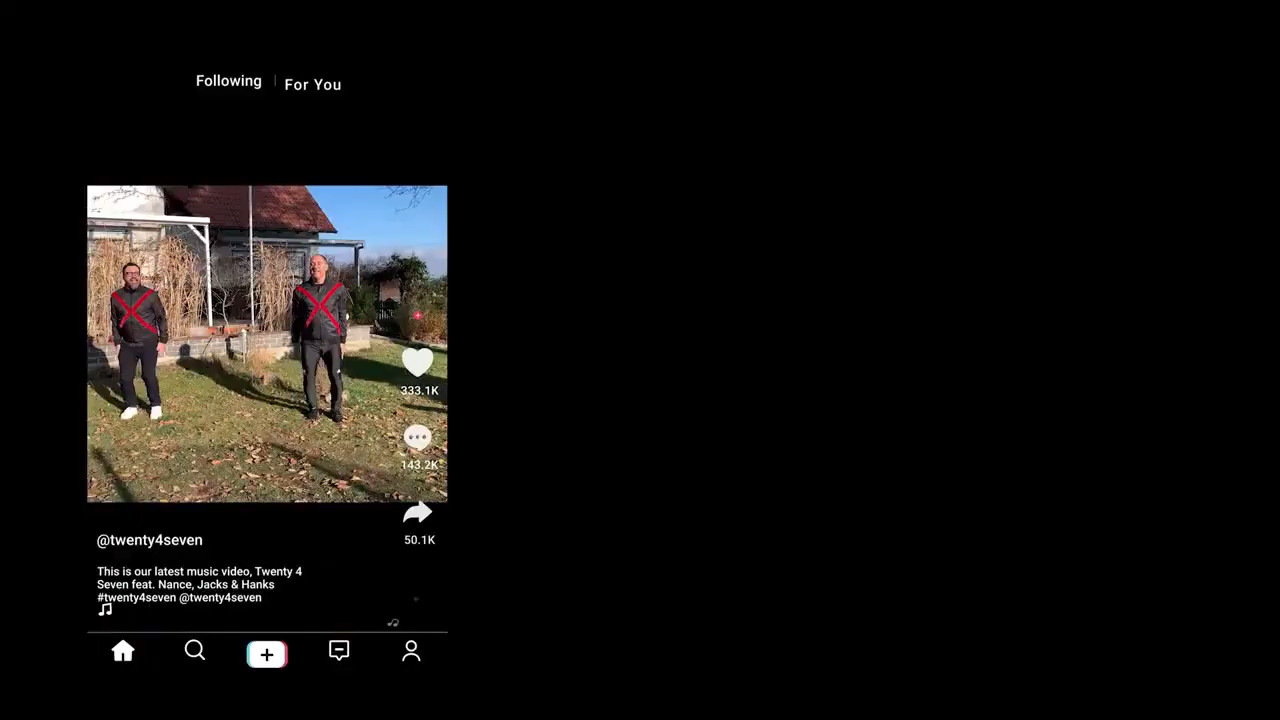 Following
For You
333.1K
143.2K
50.1K
@twenty4seven
This is our latest music video, Twenty 4
Seven feat. Nance, Jacks & Hanks
#twenty4seven @twenty4seven